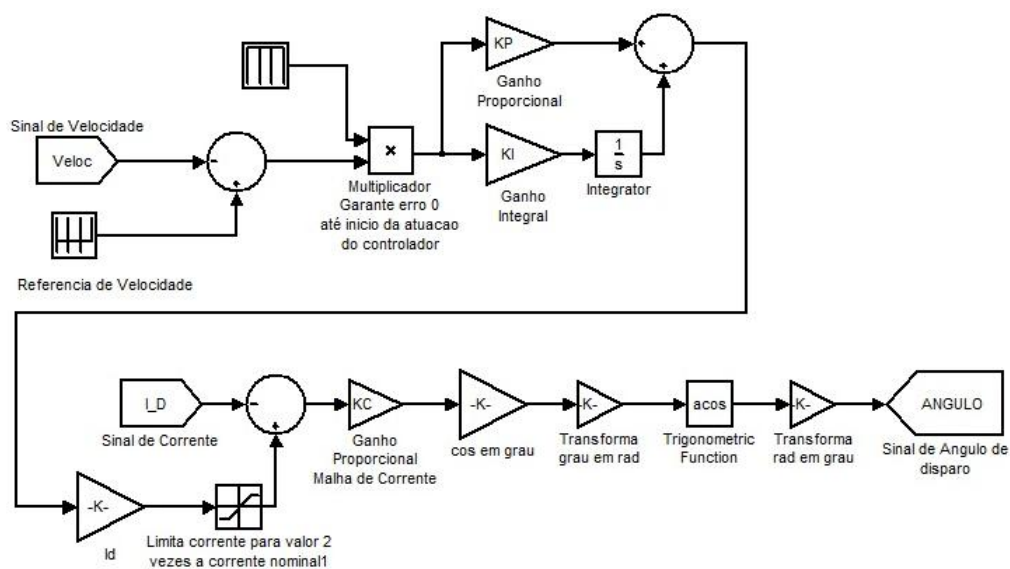 KP
Ganho
Proporcional
Sinal de Velocidade
Veloc
-
+
×
Multiplicador
Garante erro 0
até inicio da atuacao
do controlador
KI
Ganho
Integral
1
s
Integrator
+
+
Referencia de Velocidade
I_D
Sinal de Corrente
-
+
KC
Ganho
Proporcional
Malha de Corrente
-K-
cos em grau
-K-
Transforma
grau em rad
acos
Trigonometric
Function
-K-
Transforma
rad em grau
ANGULO
Sinal de Angulo de
disparo
-K-
Id
Limita corrente para valor 2
vezes a corrente nominal1